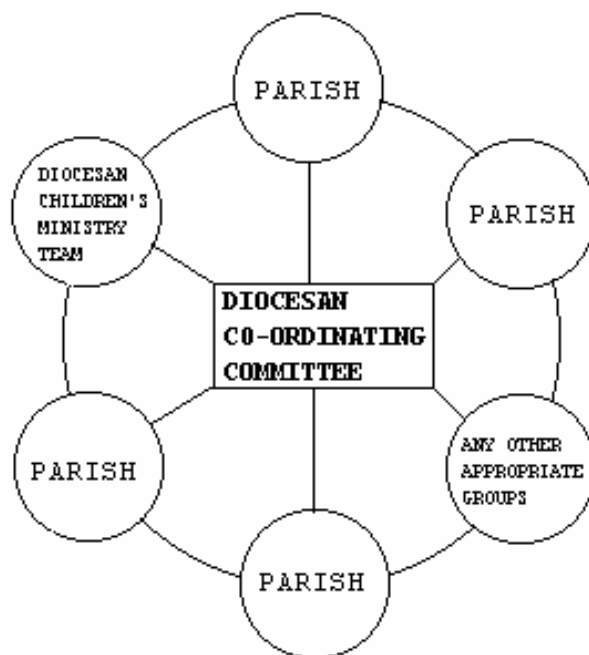 PARISH
DIOCESAN
CHILDREN'S
MINISTRY
TEAM
PARISH
DIOCESAN
CO-ORDINATING
COMMITTEE
PARISH
ANY OTHER
APPROPRIATE
GROUPS
PARISH